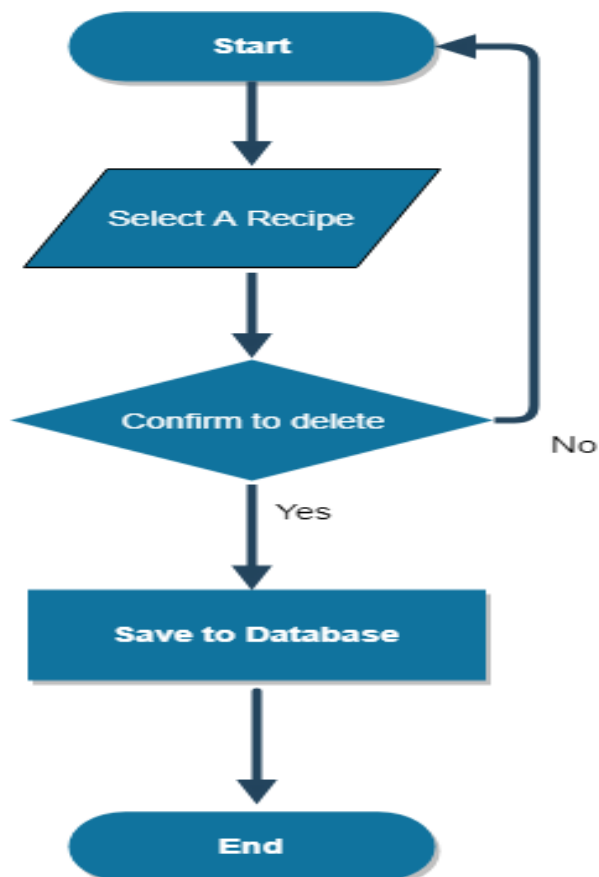 Start
Select A Recipe
Confirm to delete
No
Yes
Save to Database
End